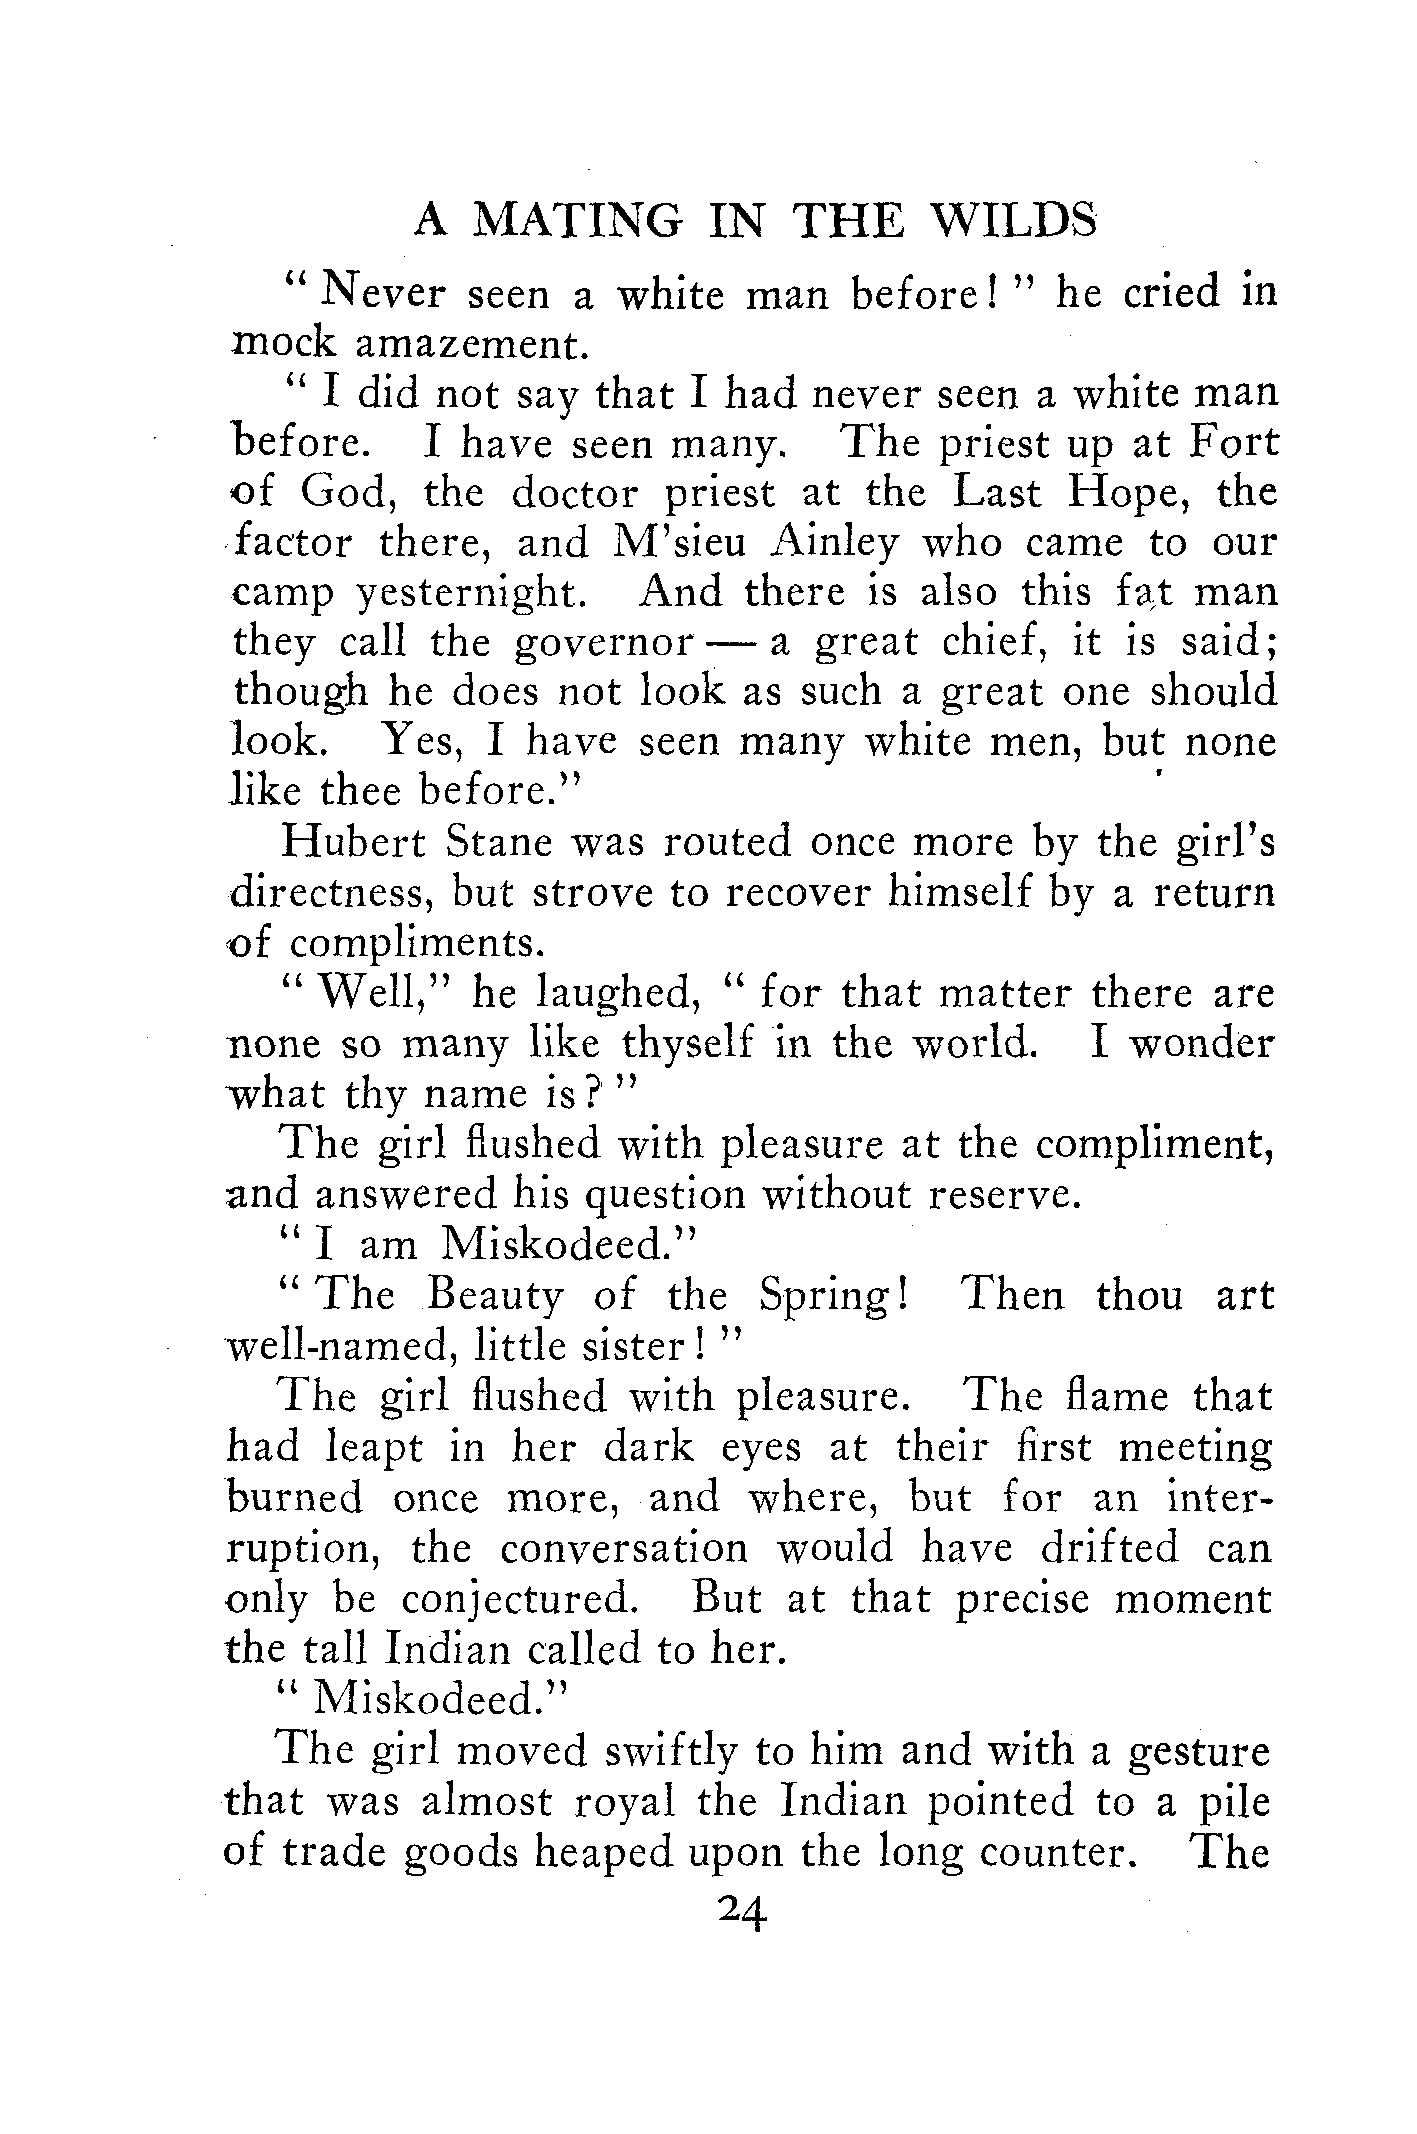 A MATING IN THE WILDS
“ Never seen a white man before! ” he cried in
mock amazement.
“ I did not say that I had never seen a white man
before. I have seen many. The priest up at Fort
of God, the doctor priest at the Last Hope, the
factor there, and M'sieu Ainley who came to our
camp yesternight. And there is also this fat man
they call the governor — a great chief, it is said;
though he does not look as such a great one should
look. Yes, I have seen many white men, but none
like thee before.”
Hubert Stane was routed once more by the girl's
directness, but strove to recover himself by a return
of compliments.
“ Well,” he laughed, “ for that matter there are
none so many like thyself in the world. I wonder
what thy name is? ”
The girl flushed with pleasure at the compliment,
and answered his question without reserve.
“ I am Miskodeed.”
“ The Beauty of the Spring! Then thou art
well-named, little sister! ”
The girl flushed with pleasure. The flame that
had leapt in her dark eyes at their first meeting
burned once more, and where, but for an inter-
ruption, the conversation would have drifted can
only be conjectured. But at that precise moment
the tall Indian called to her.
“ Miskodeed.”
The girl moved swiftly to him and with a gesture
that was almost royal the Indian pointed to a pile
of trade goods heaped upon the long counter. The
24